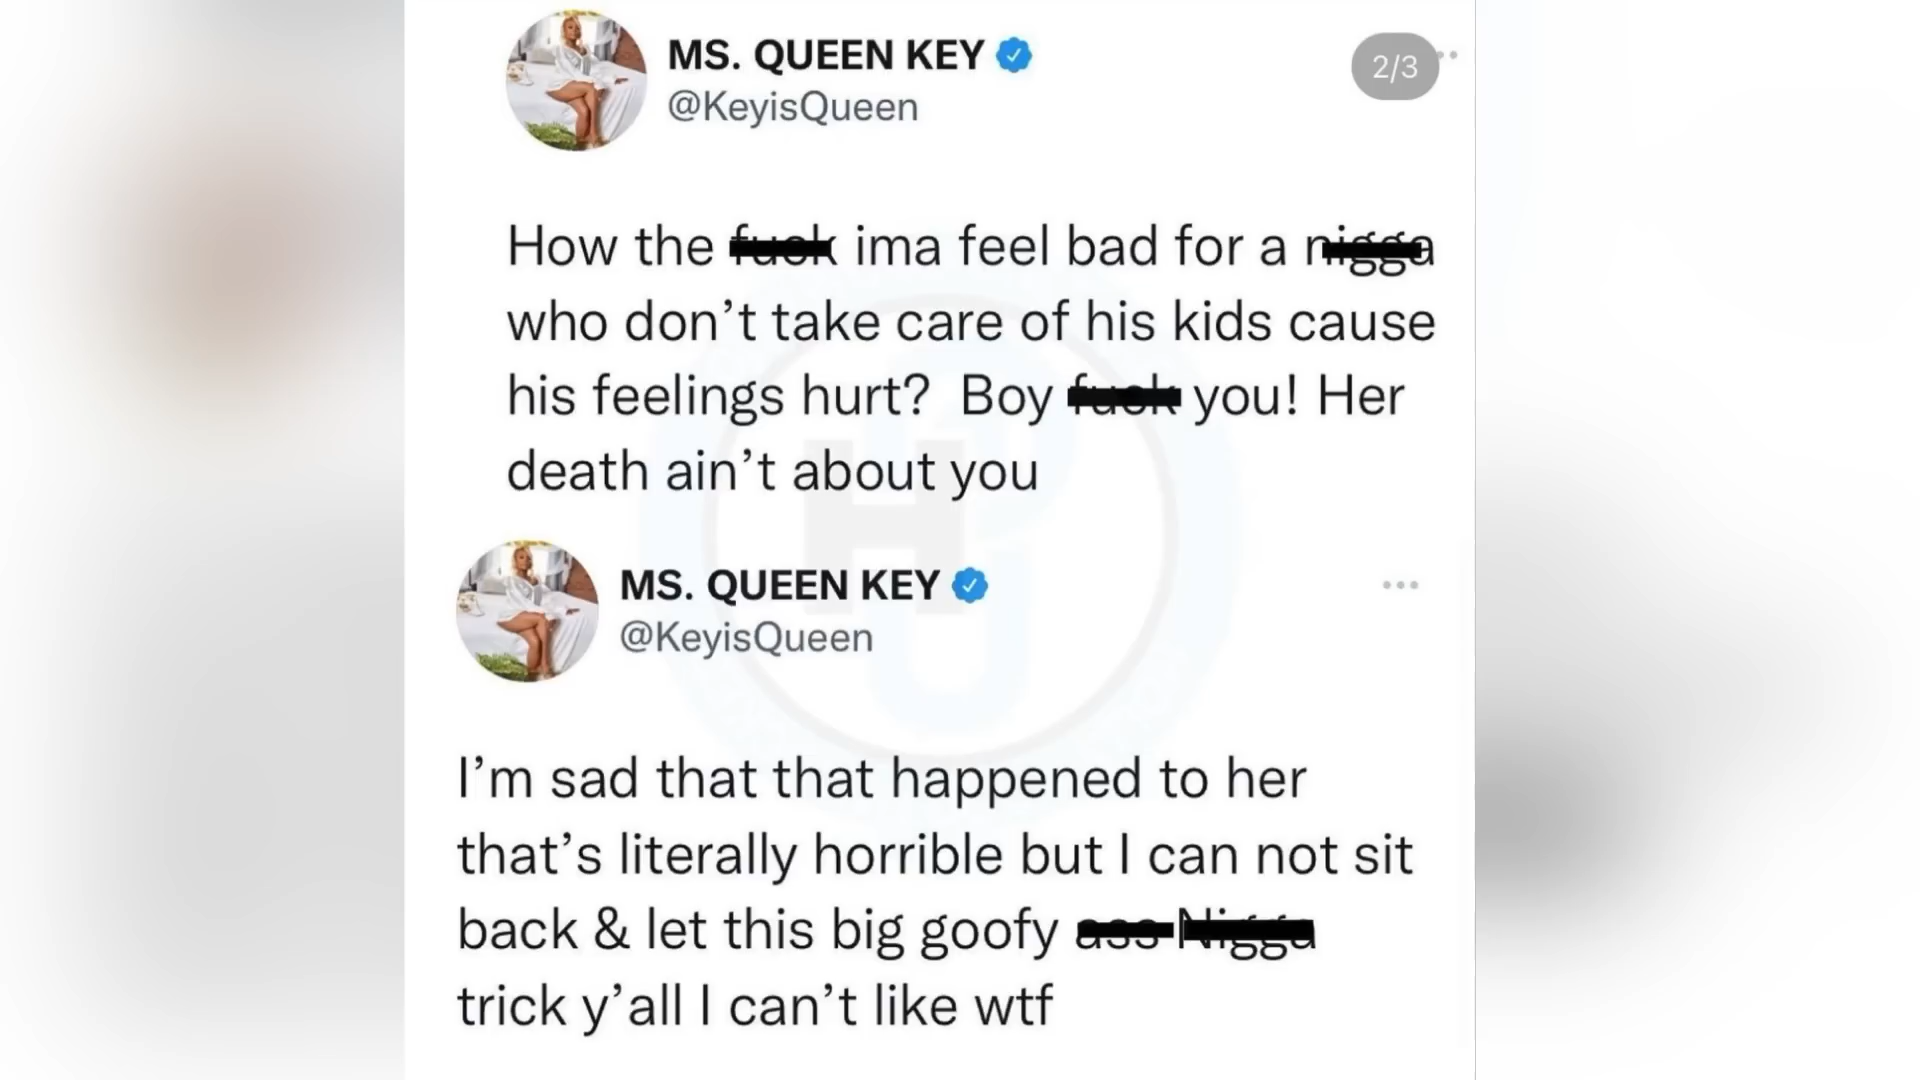 MS. QUEEN KEY
@KeyisQueen
2/3
How the fuck ima feel bad for a nigga
who don't take care of his kids cause
his feelings hurt?  Boy fuck you! Her
death ain't about you
MS. QUEEN KEY
@KeyisQueen
I'm sad that that happened to her
that's literally horrible but I can not sit
back & let this big goofy ass Nigga
trick y'all I can't like wtf